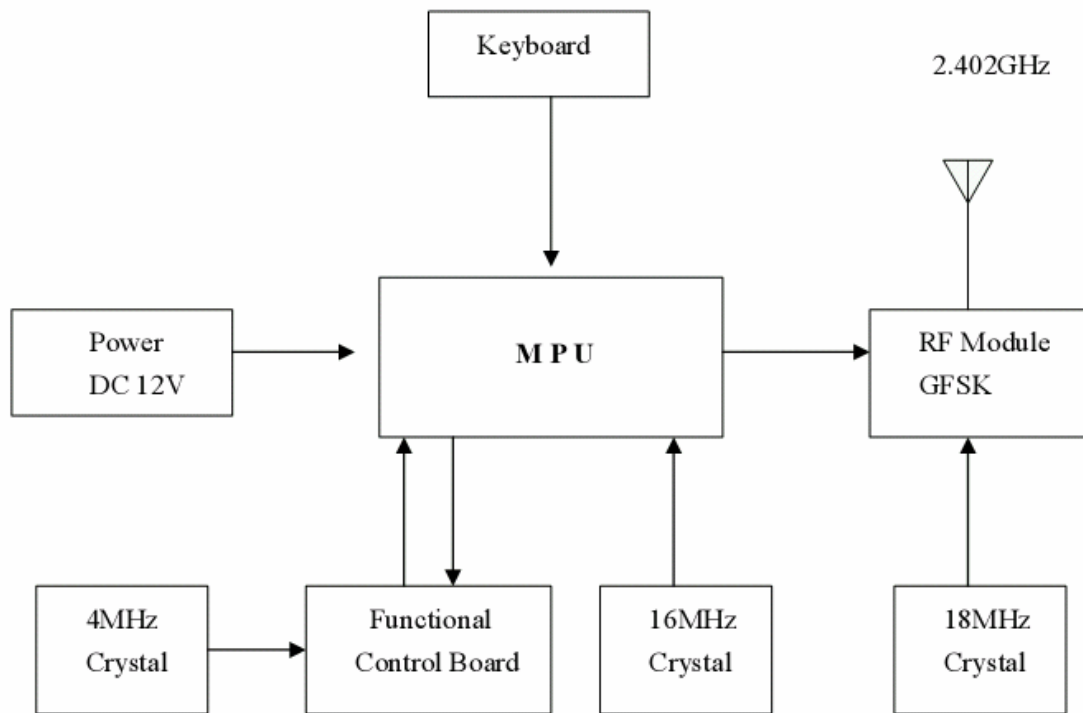 Keyboard
2.402GHz
Power
DC 12V
M P U
RF Module
GFSK
4MHz
Crystal
Functional
Control Board
16MHz
Crystal
18MHz
Crystal